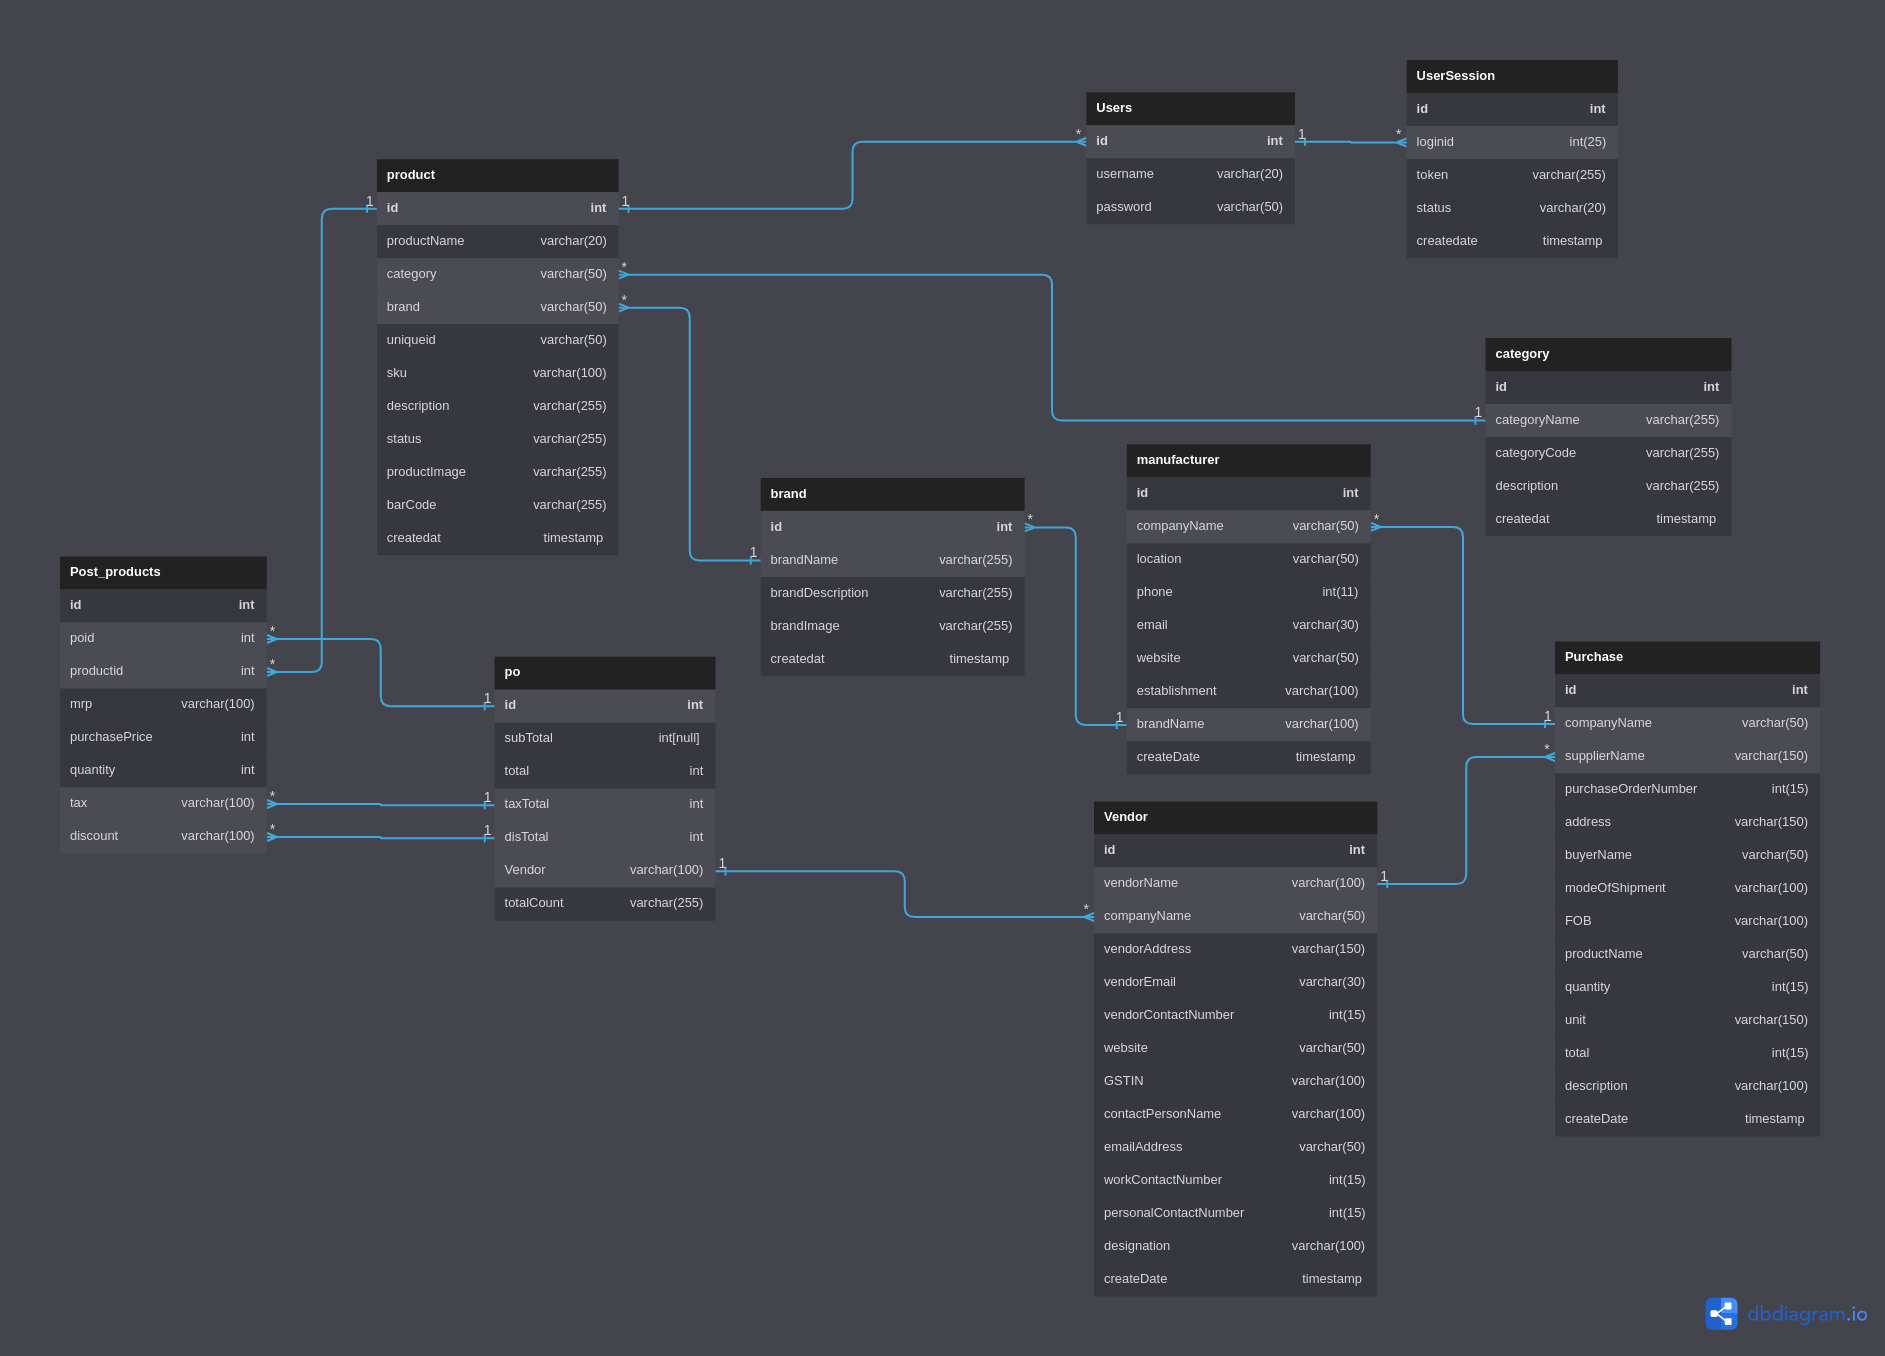 Users
id int
username varchar(20)
password varchar(50)
UserSession
id int
loginid int(25)
token varchar(255)
status varchar(20)
createdate timestamp
product
id int
productName varchar(20)
category varchar(50)
brand varchar(50)
uniqueid varchar(50)
sku varchar(100)
description varchar(255)
status varchar(255)
productImage varchar(255)
barCode varchar(255)
createdat timestamp
category
id int
categoryName varchar(255)
categoryCode varchar(255)
description varchar(255)
createdat timestamp
manufacturer
id int
companyName varchar(50)
location varchar(50)
phone int(11)
email varchar(30)
website varchar(50)
establishment varchar(100)
brandName varchar(100)
createDate timestamp
brand
id int
brandName varchar(255)
brandDescription varchar(255)
brandImage varchar(255)
createdat timestamp
Post_products
id int
poid int
productid int
mrp varchar(100)
purchasePrice int
quantity int
tax varchar(100)
discount varchar(100)
po
id int
subTotal int[null]
total int
taxTotal int
disTotal int
Vendor varchar(100)
totalCount varchar(255)
Purchase
id int
companyName varchar(50)
supplierName varchar(150)
purchaseOrderNumber int(15)
address varchar(150)
buyerName varchar(50)
modeOfShipment varchar(100)
FOB varchar(100)
productName varchar(50)
quantity int(15)
unit varchar(150)
total int(15)
description varchar(100)
createDate timestamp
Vendor
id int
vendorName varchar(100)
companyName varchar(50)
vendorAddress varchar(150)
vendorEmail varchar(30)
vendorContactNumber int(15)
website varchar(50)
GSTIN varchar(100)
contactPersonName varchar(100)
emailAddress varchar(50)
workContactNumber int(15)
personalContactNumber int(15)
designation varchar(100)
createDate timestamp
1 *
1 *
* 1
* 1
* 1
* 1
* 1
* 1
* 1
* 1
1 *
1 *
dbdiagram.io